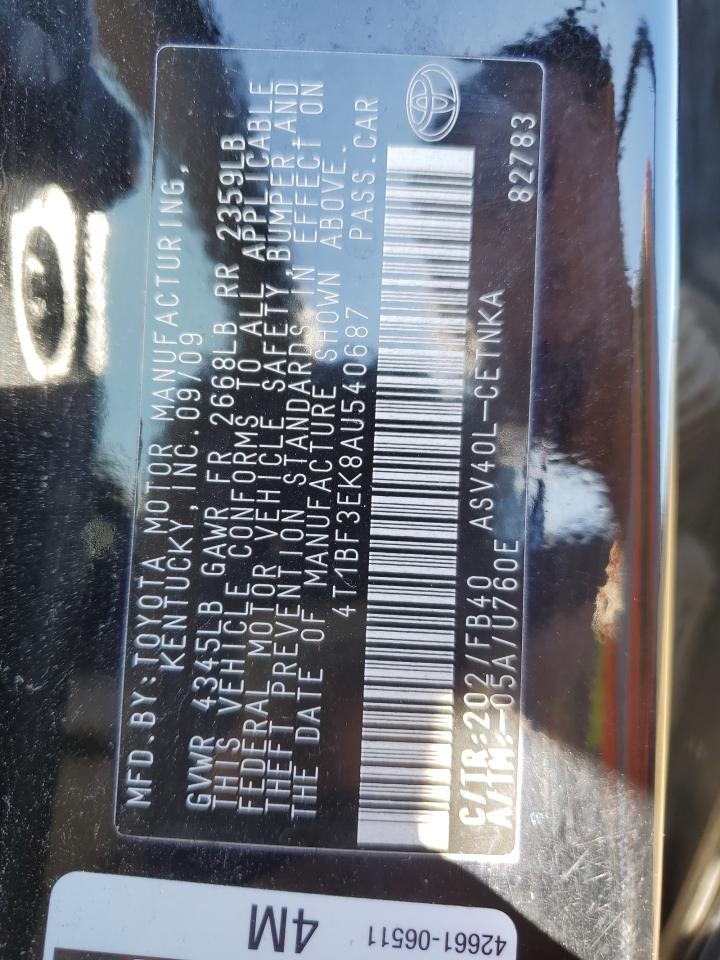 MFD.BY:TOYOTA MOTOR MANUFACTURING,
KENTUCKY, INC.09/09
GVWR 4345LB GAWR FR 2668LB RR 2359LB
THIS VEHICLE CONFORMS TO ALL APPLICABLE
FEDERAL MOTOR VEHICLE SAFETY,BUMPER,AND
THEFT PREVENTION STANDARDS IN EFFECT ON
THE DATE OF MANUFACTURE SHOWN ABOVE.
4T1BF3EK8AU540687 PASS.CAR
C/TR:202/FB40 ASV40L-CETNKA
A/TM:-05A/U760E 82783
4M
42661-06511